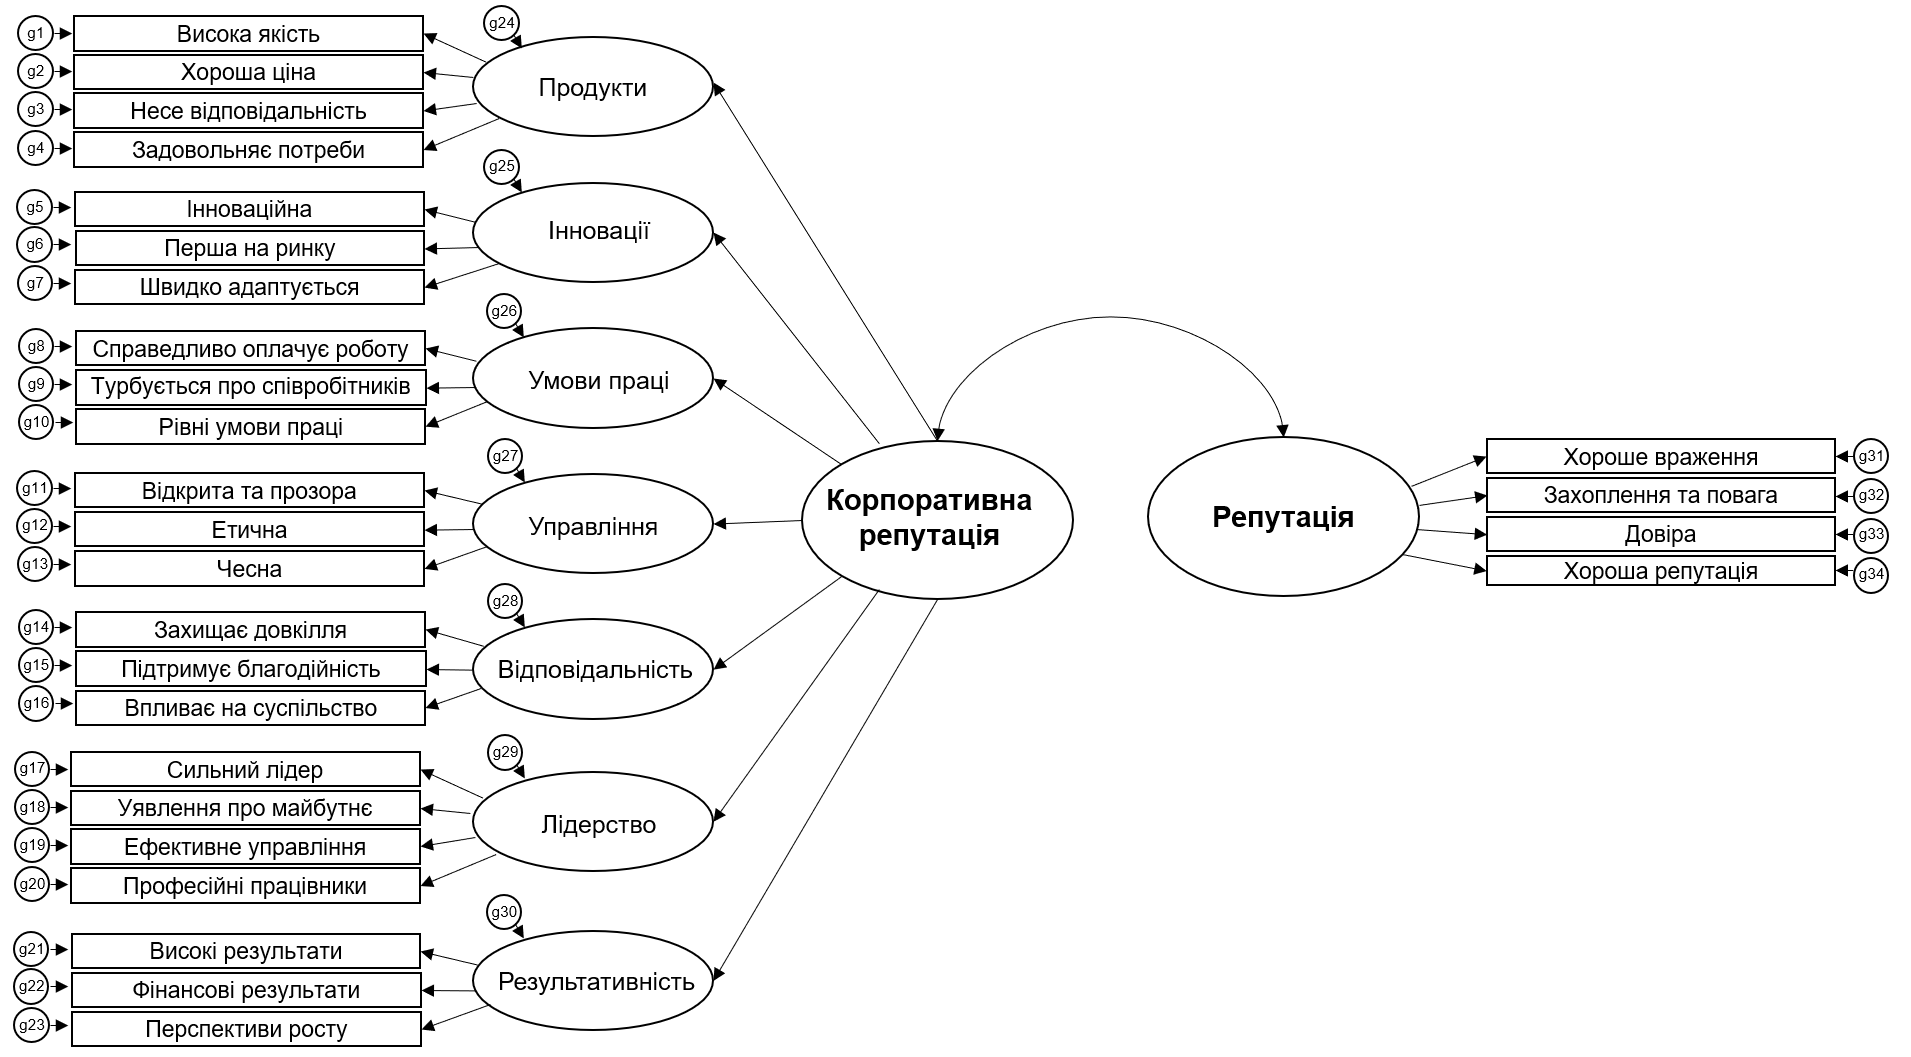 g1
Висока якість
g2
Хороша ціна
g3
Несе відповідальність
g4
Задовольняє потреби
g24
Продукти
g5
Інноваційна
g6
Перша на ринку
g7
Швидко адаптується
g25
Інновації
g8
Справедливо оплачує роботу
g9
Турбується про співробітників
g10
Рівні умови праці
g26
Умови праці
g11
Відкрита та прозора
g12
Етична
g13
Чесна
g27
Управління
g14
Захищає довкілля
g15
Підтримує благодійність
g16
Впливає на суспільство
g28
Відповідальність
g17
Сильний лідер
g18
Уявлення про майбутнє
g19
Ефективне управління
g20
Професійні працівники
g29
Лідерство
g21
Високі результати
g22
Фінансові результати
g23
Перспективи росту
g30
Результативність
Корпоративна
репутація
Репутація
Хороше враження
g31
Захоплення та повага
g32
Довіра
g33
Хороша репутація
g34